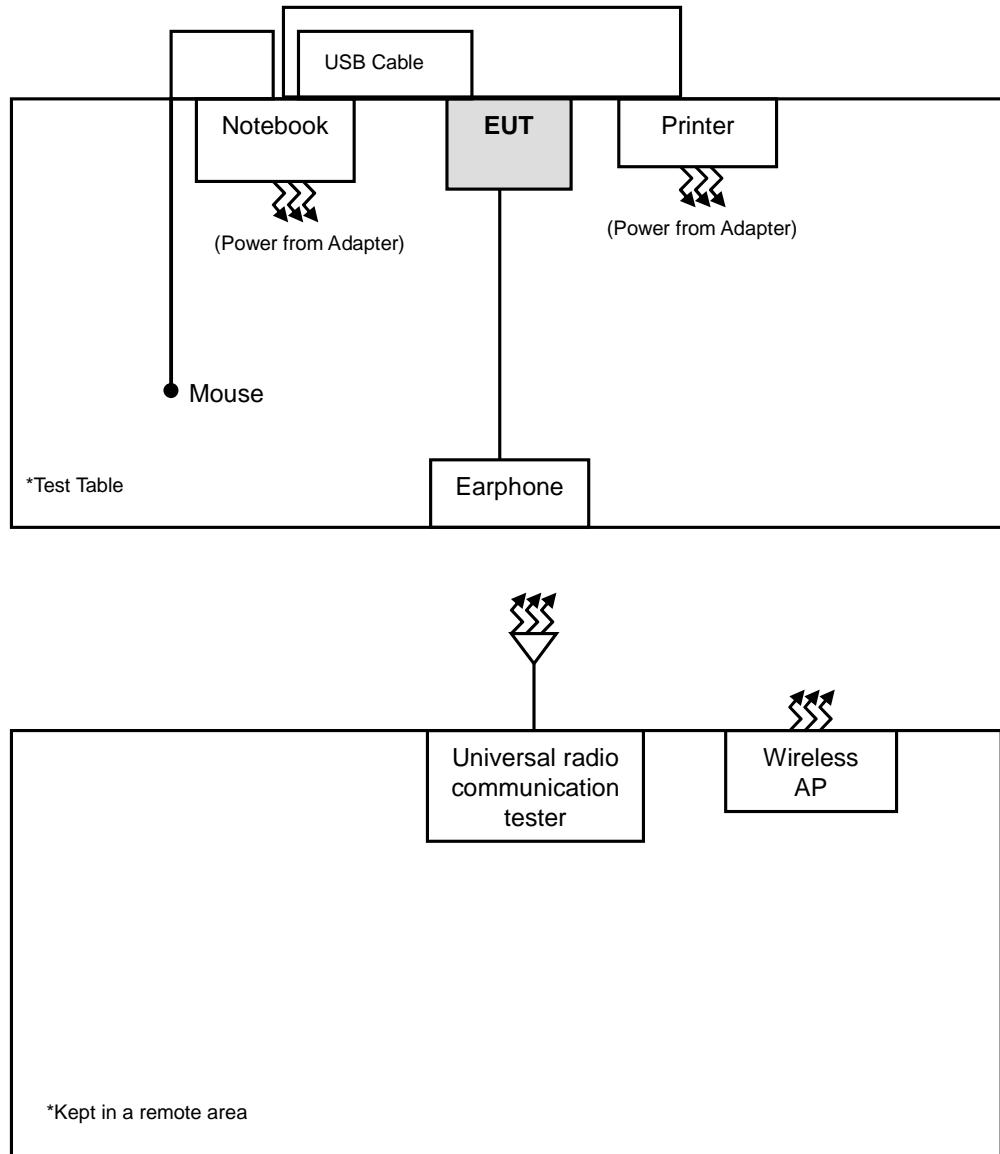 USB Cable
Notebook
EUT
Printer
(Power from Adapter)
(Power from Adapter)
Mouse
*Test Table
Earphone
Universal radio
communication
tester
Wireless
AP
*Kept in a remote area